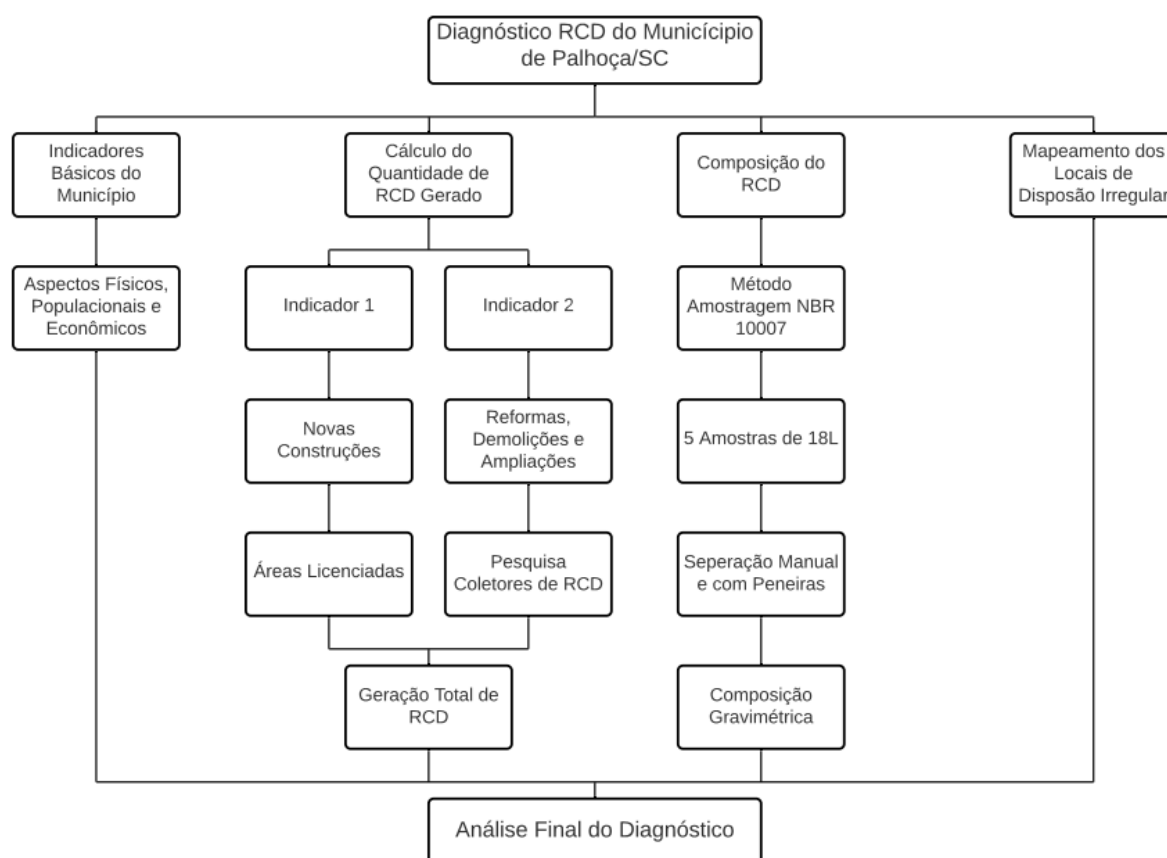 Diagnóstico RCD do Municícipio
de Palhoça/SC
Indicadores
Básicos do
Município
Cálculo do
Quantidade de
RCD Gerado
Composição do
RCD
Mapeamento dos
Locais de
Disposão Irregular
Aspectos Físicos,
Populacionais e
Econômicos
Indicador 1
Indicador 2
Método
Amostragem NBR
10007
Novas
Construções
Reformas,
Demolições e
Ampliações
5 Amostras de 18L
Áreas Licenciadas
Pesquisa
Coletores de RCD
Seperação Manual
e com Peneiras
Geração Total de
RCD
Composição
Gravimétrica
Análise Final do Diagnóstico